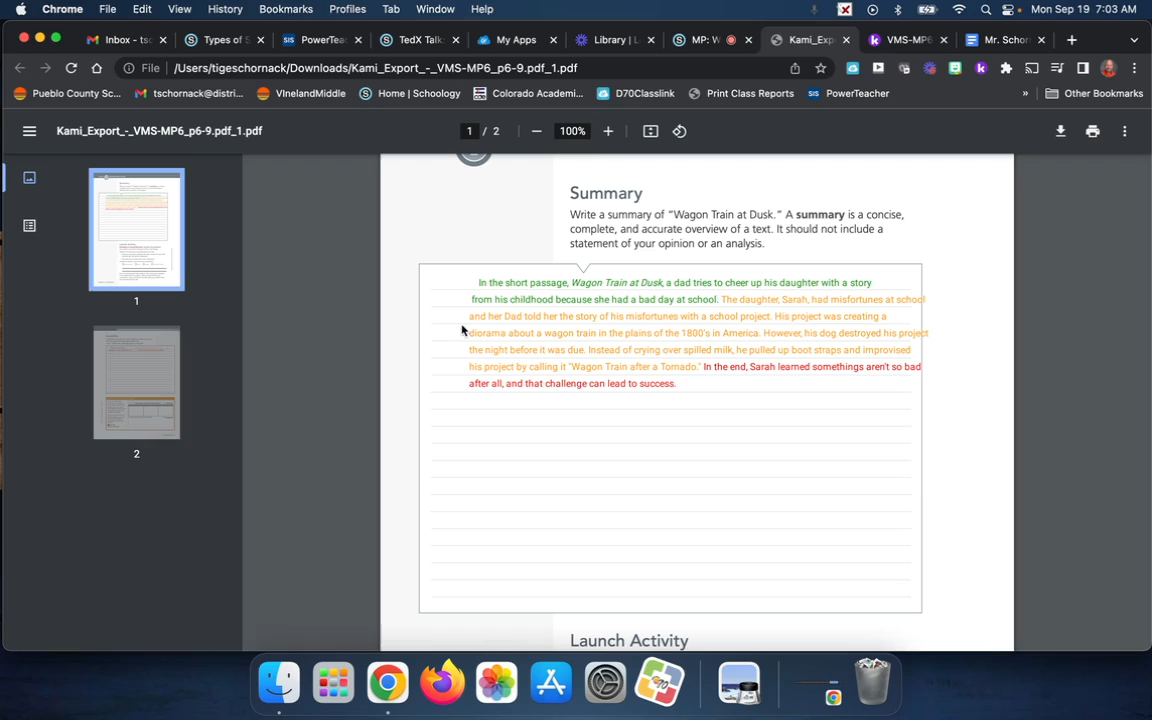 Chrome File Edit View History Bookmarks Profiles Tab Window Help Mon Sep 19 7:03 AM
Inbox - tsc Types of S PowerTea TedX Talk: My Apps Library | L MP: W Kami_Exp VMS-MP6 Mr. Schor
File /Users/tigeschornack/Downloads/Kami_Export_-_VMS-MP6_p6-9.pdf_1.pdf
Pueblo County Sc... tschornack@distri... VInelandMiddle Home | Schoology Colorado Academi... D70Classlink Print Class Reports PowerTeacher » Other Bookmarks
Kami_Export_-_VMS-MP6_p6-9.pdf_1.pdf 1 / 2 100%
1
2
Summary
Write a summary of "Wagon Train at Dusk." A summary is a concise,
complete, and accurate overview of a text. It should not include a
statement of your opinion or an analysis.
In the short passage, Wagon Train at Dusk, a dad tries to cheer up his daughter with a story
from his childhood because she had a bad day at school. The daughter, Sarah, had misfortunes at school
and her Dad told her the story of his misfortunes with a school project. His project was creating a
diorama about a wagon train in the plains of the 1800's in America. However, his dog destroyed his project
the night before it was due. Instead of crying over spilled milk, he pulled up boot straps and improvised
his project by calling it "Wagon Train after a Tornado." In the end, Sarah learned somethings aren't so bad
after all, and that challenge can lead to success.
Launch Activity